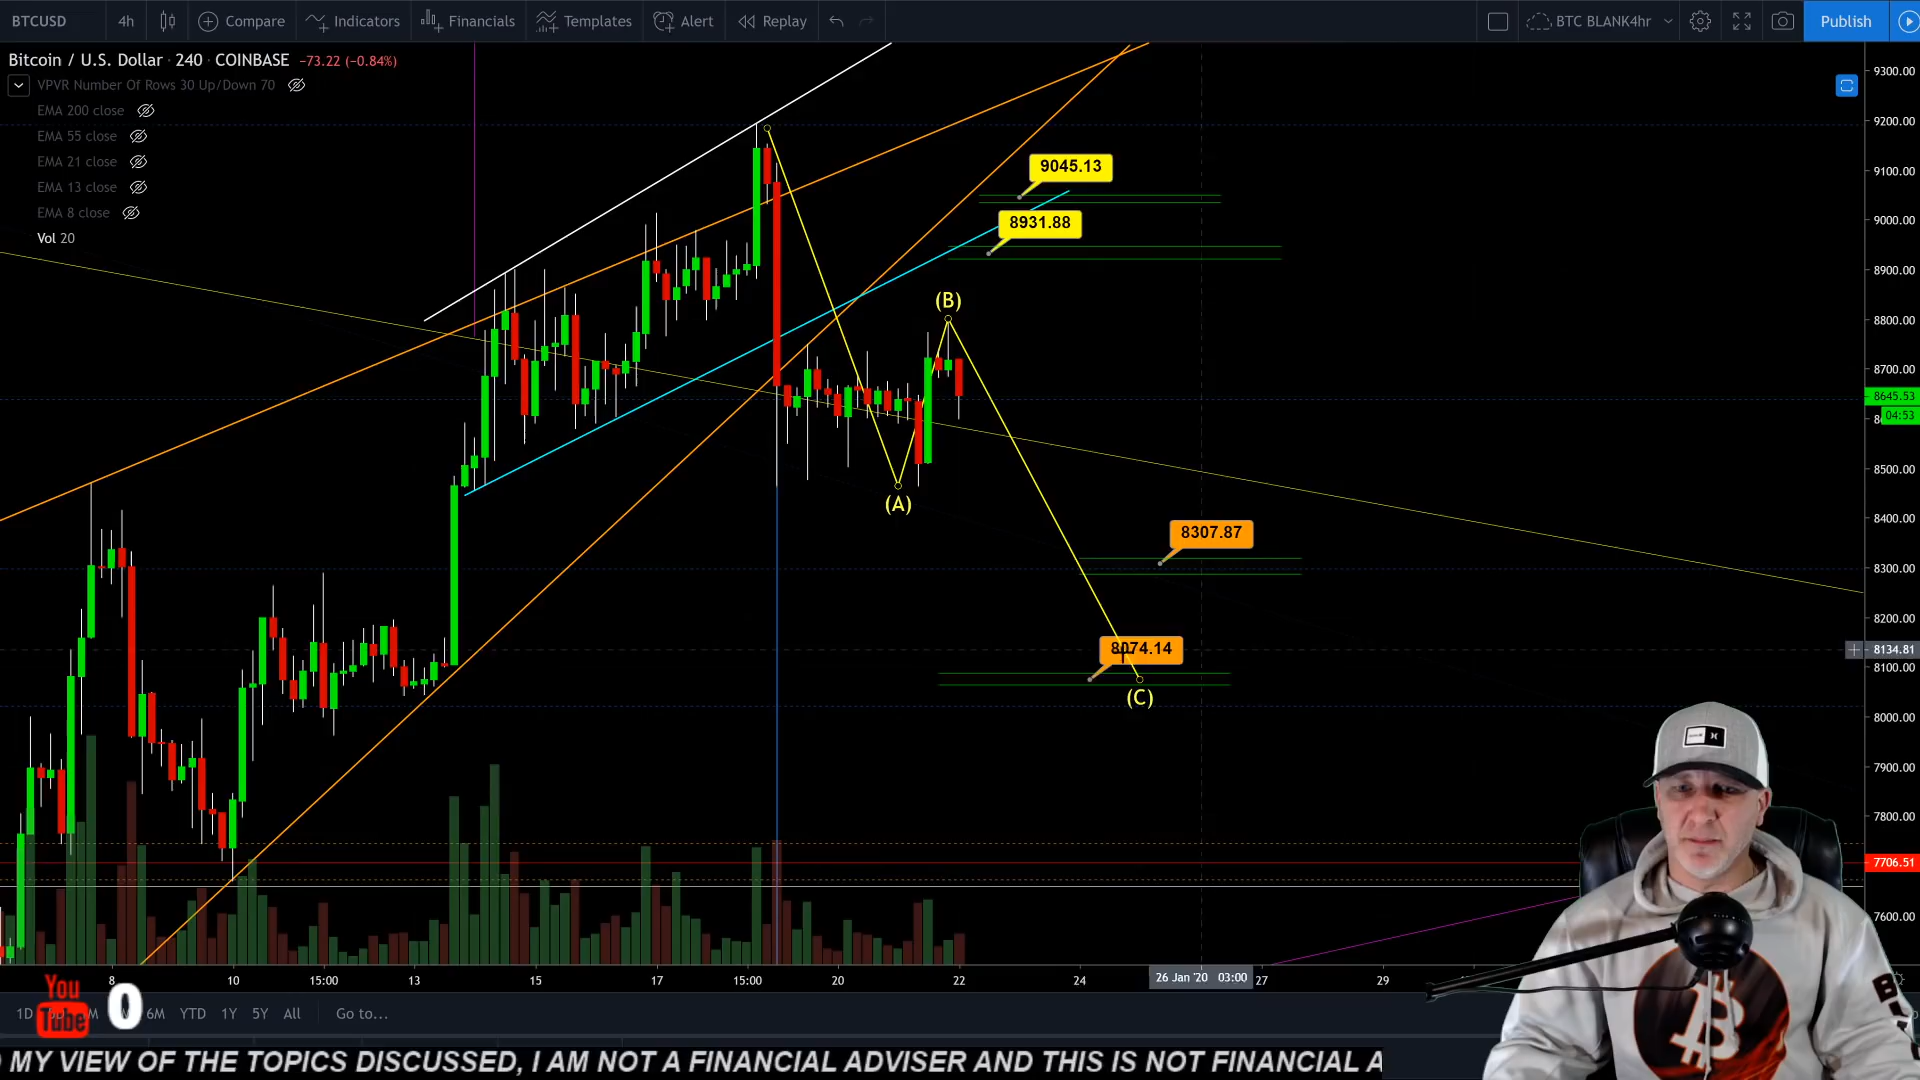 BTCUSD 4h Compare Indicators Financials Templates Alert Replay BTC BLANK4hr Publish
Bitcoin / U.S. Dollar · 240 · COINBASE −73.22 (−0.84%)
VPVR Number Of Rows 30 Up/Down 70
EMA 200 close
EMA 55 close
EMA 21 close
EMA 13 close
EMA 8 close
Vol 20
9045.13
8931.88
(B)
(A)
8307.87
8074.14
(C)
9300.00
9200.00
9100.00
9000.00
8900.00
8800.00
8700.00
8645.53
04:53
8500.00
8400.00
8300.00
8200.00
8134.81
8100.00
8000.00
7900.00
7800.00
7706.51
7600.00
8 10 15:00 13 15 17 15:00 20 22 24 26 Jan '20 03:00 27 29
You
Tube
0
1D 6M YTD 1Y 5Y All Go to...
MY VIEW OF THE TOPICS DISCUSSED, I AM NOT A FINANCIAL ADVISER AND THIS IS NOT FINANCIAL A